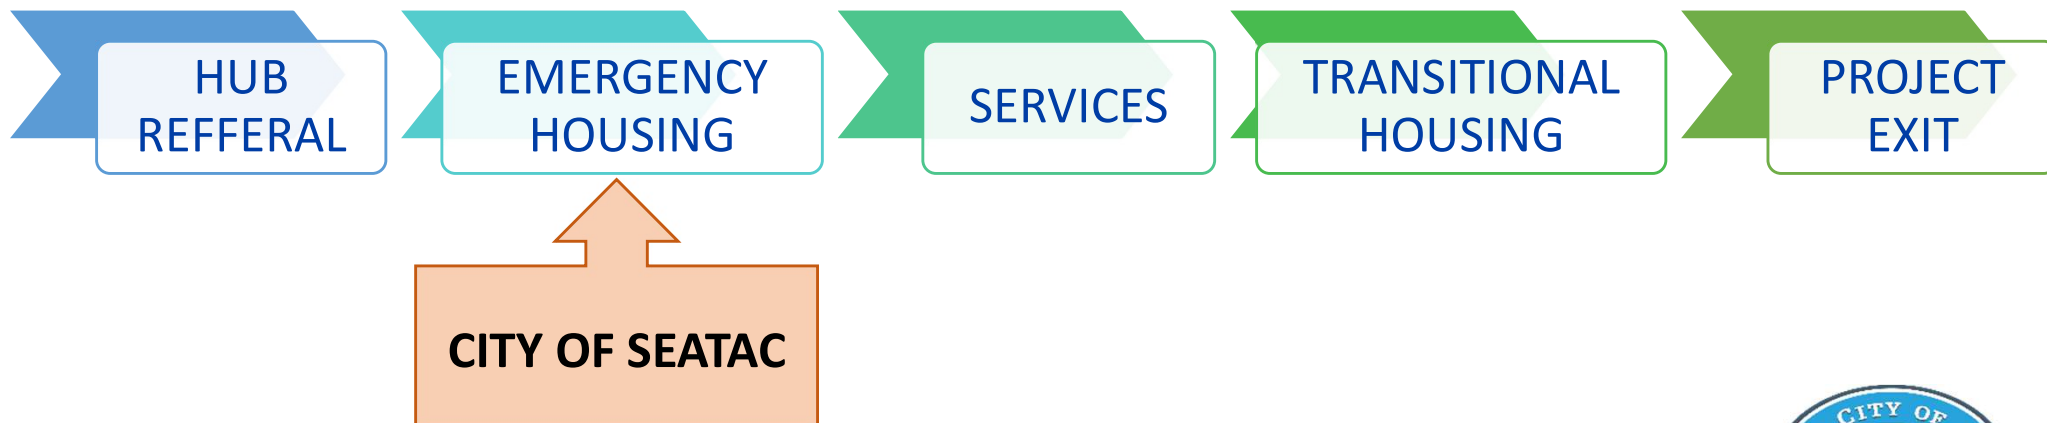 HUB
REFFERAL
EMERGENCY
HOUSING
SERVICES
TRANSITIONAL
HOUSING
PROJECT
EXIT
CITY OF SEATAC
CITY OF